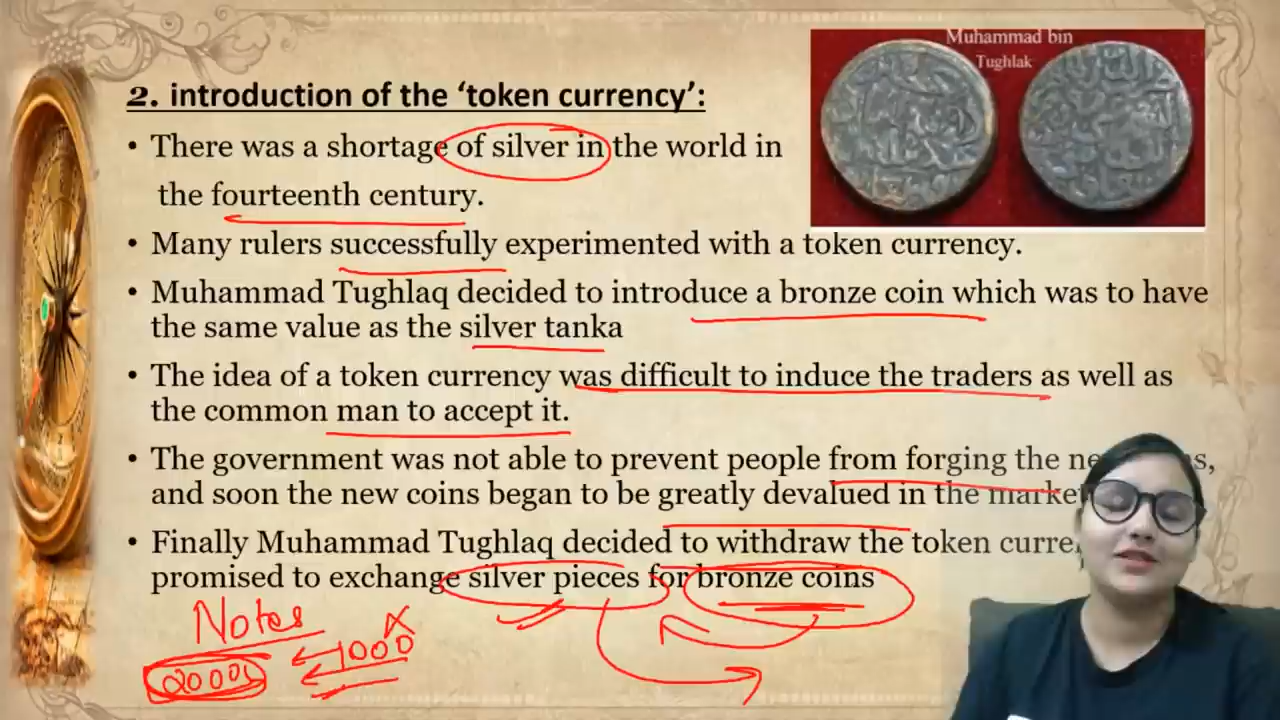 Muhammad bin
Tughlak
2. introduction of the ‘token currency’:
• There was a shortage of silver in the world in
the fourteenth century.
• Many rulers successfully experimented with a token currency.
• Muhammad Tughlaq decided to introduce a bronze coin which was to have
the same value as the silver tanka
• The idea of a token currency was difficult to induce the traders as well as
the common man to accept it.
• The government was not able to prevent people from forging the
and soon the new coins began to be greatly devalued in the market
• Finally Muhammad Tughlaq decided to withdraw the token
promised to exchange silver pieces for bronze coins
Notes
1000